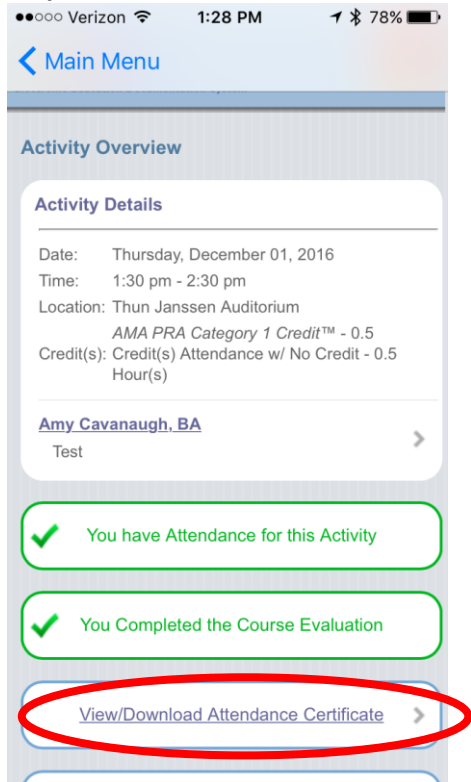 Verizon 1:28 PM 78%
Main Menu
Activity Overview
Activity Details
Date: Thursday, December 01, 2016
Time: 1:30 pm - 2:30 pm
Location: Thun Janssen Auditorium
AMA PRA Category 1 Credit™ - 0.5
Credit(s): Credit(s) Attendance w/ No Credit - 0.5
Hour(s)
Amy Cavanaugh, BA
Test
You have Attendance for this Activity
You Completed the Course Evaluation
View/Download Attendance Certificate